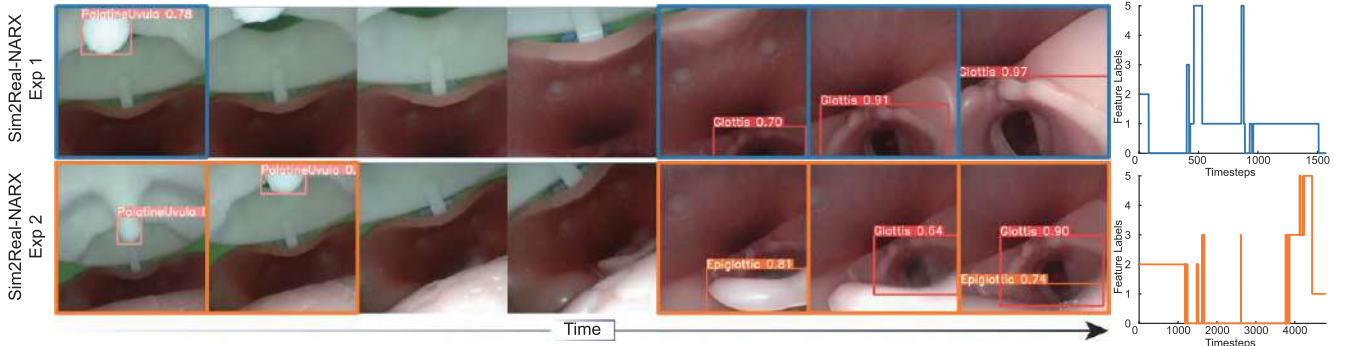 Sim2Real-NARX
Exp 1
PalatineUvula 0.78
Glottis 0.70
Glottis 0.91
Glottis 0.97
Feature Labels
5
4
3
2
1
0
0
500
1000
1500
Timesteps
Sim2Real-NARX
Exp 2
PalatineUvula
PalatineUvula 0.
Epiglottic 0.81
Glottis 0.64
Glottis 0.90
Epiglottic 0.74
Feature Labels
5
4
3
2
1
0
0
1000
2000
3000
4000
Timesteps
Time